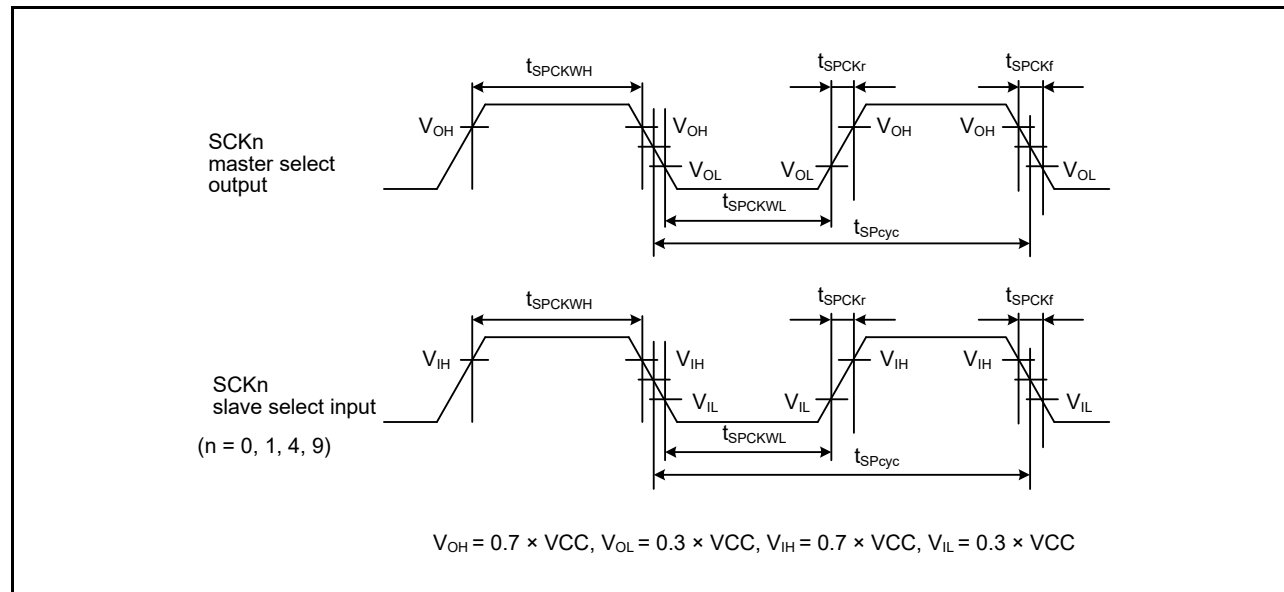 tSPCKWH
tSPCKr
tSPCKf
VOH
VOH
VOH
VOH
SCKn
master select
output
VOL
VOL
VOL
tSPCKWL
tSPcyc
tSPCKWH
tSPCKr
tSPCKf
VIH
VIH
VIH
VIH
SCKn
slave select input
(n = 0, 1, 4, 9)
VIL
VIL
VIL
tSPCKWL
tSPcyc
VOH = 0.7 × VCC, VOL = 0.3 × VCC, VIH = 0.7 × VCC, VIL = 0.3 × VCC